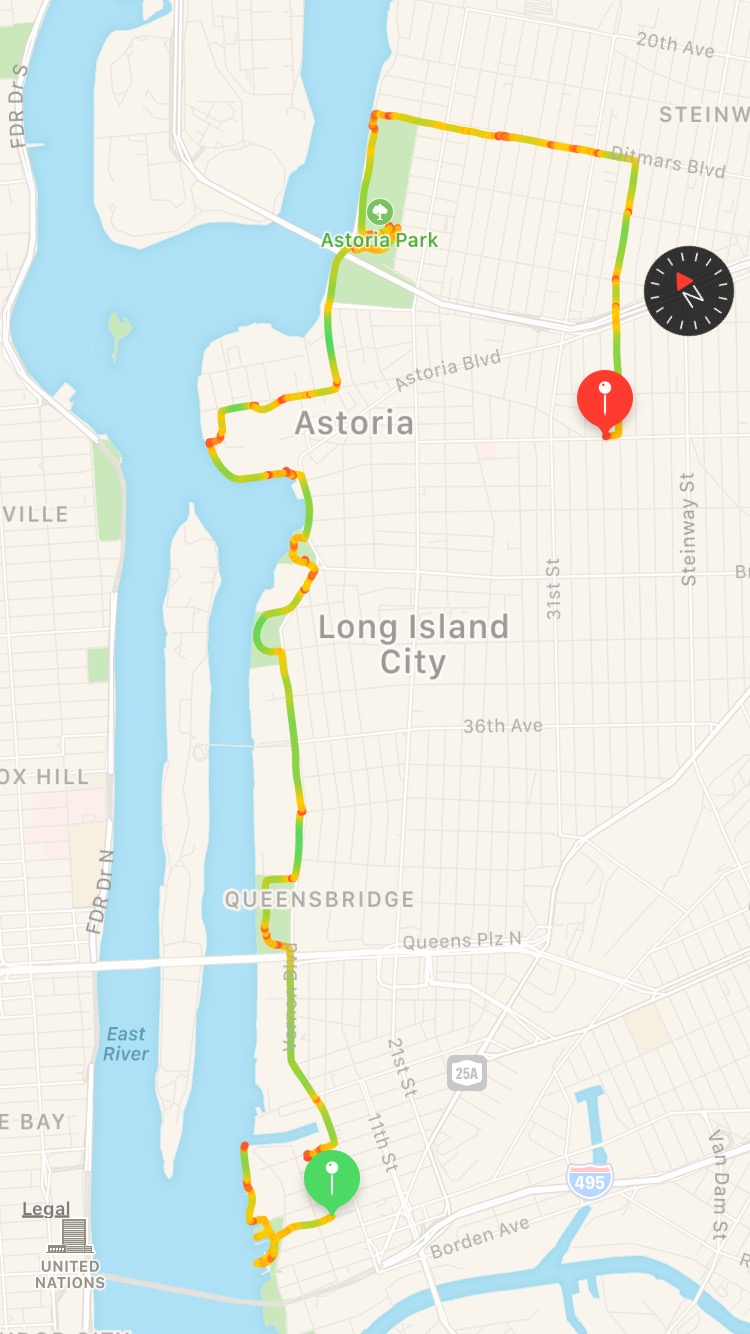 20th Ave
FDR Dr S
STEINW
Ditmars Blvd
Astoria Park
N
Astoria Blvd
Astoria
VILLE
Steinway St
31st St
Br
Long Island
City
36th Ave
OX HILL
FDR Dr N
QUEENSBRIDGE
Queens Plz N
Vernon Blvd
East
River
21st St
25A
E BAY
11th St
Van Dam St
495
Legal
Borden Ave
UNITED
NATIONS